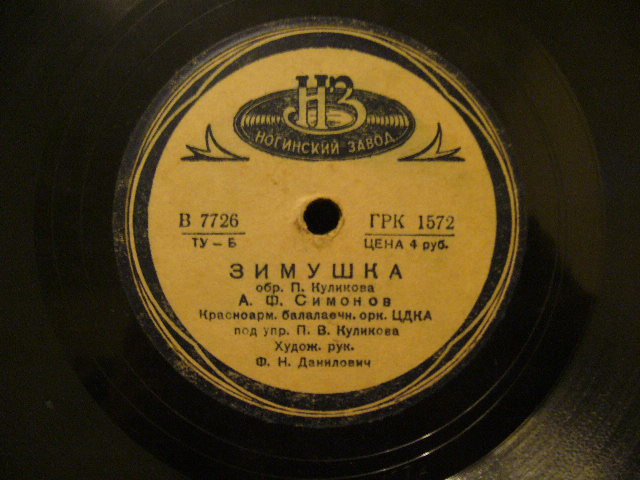 НЗ
НОГИНСКИЙ ЗАВОД
В 7726 ГРК 1572
ТУ — Б ЦЕНА 4 руб.
ЗИМУШКА
обр. П. Куликова
А. Ф. Симонов
Красноарм. балалаечн. орк. ЦДКА
под упр. П. В. Куликова
Худож. рук.
Ф. Н. Данилович